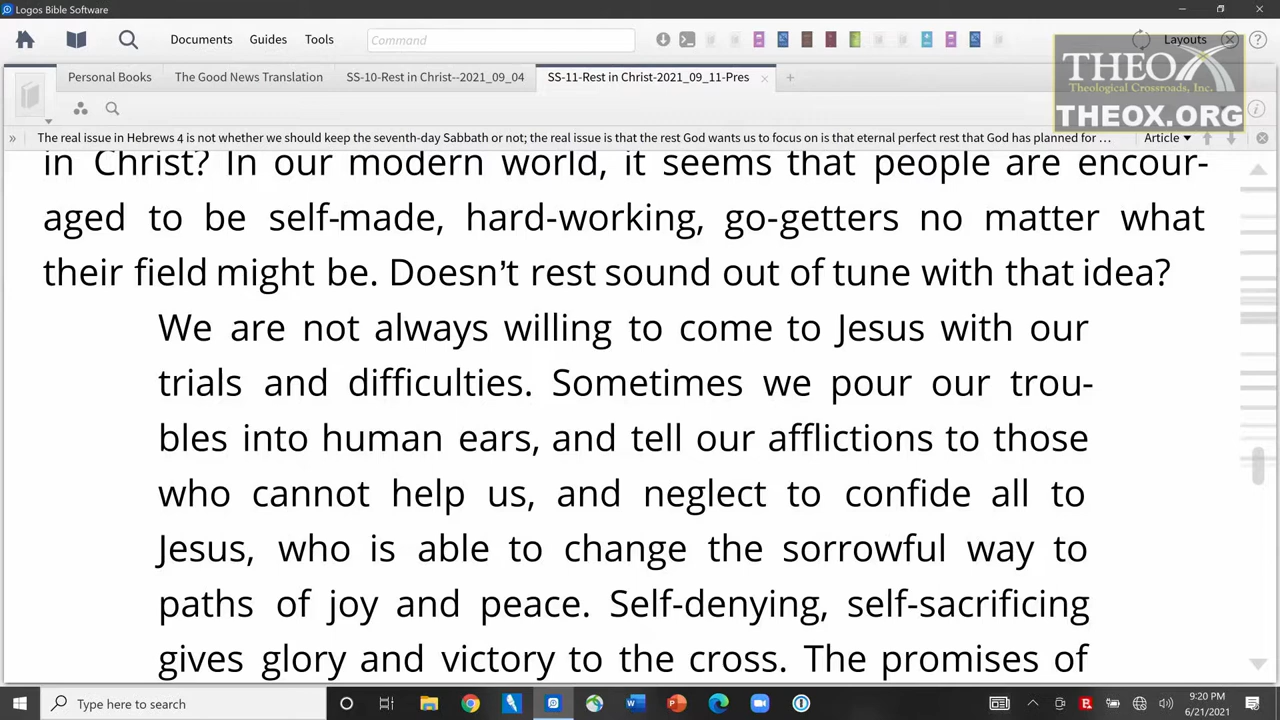 Logos Bible Software
Documents Guides Tools Command Layouts
THEOX
Theological Crossroads, Inc.
THEOX.ORG
Personal Books The Good News Translation SS-10-Rest in Christ--2021_09_04 SS-11-Rest in Christ-2021_09_11-Pres
The real issue in Hebrews 4 is not whether we should keep the seventh-day Sabbath or not; the real issue is that the rest God wants us to focus on is that eternal perfect rest that God has planned for ... Article
in Christ? In our modern world, it seems that people are encour-
aged to be self-made, hard-working, go-getters no matter what
their field might be. Doesn't rest sound out of tune with that idea?
We are not always willing to come to Jesus with our
trials and difficulties. Sometimes we pour our trou-
bles into human ears, and tell our afflictions to those
who cannot help us, and neglect to confide all to
Jesus, who is able to change the sorrowful way to
paths of joy and peace. Self-denying, self-sacrificing
gives glory and victory to the cross. The promises of
Type here to search
9:20 PM
6/21/2021